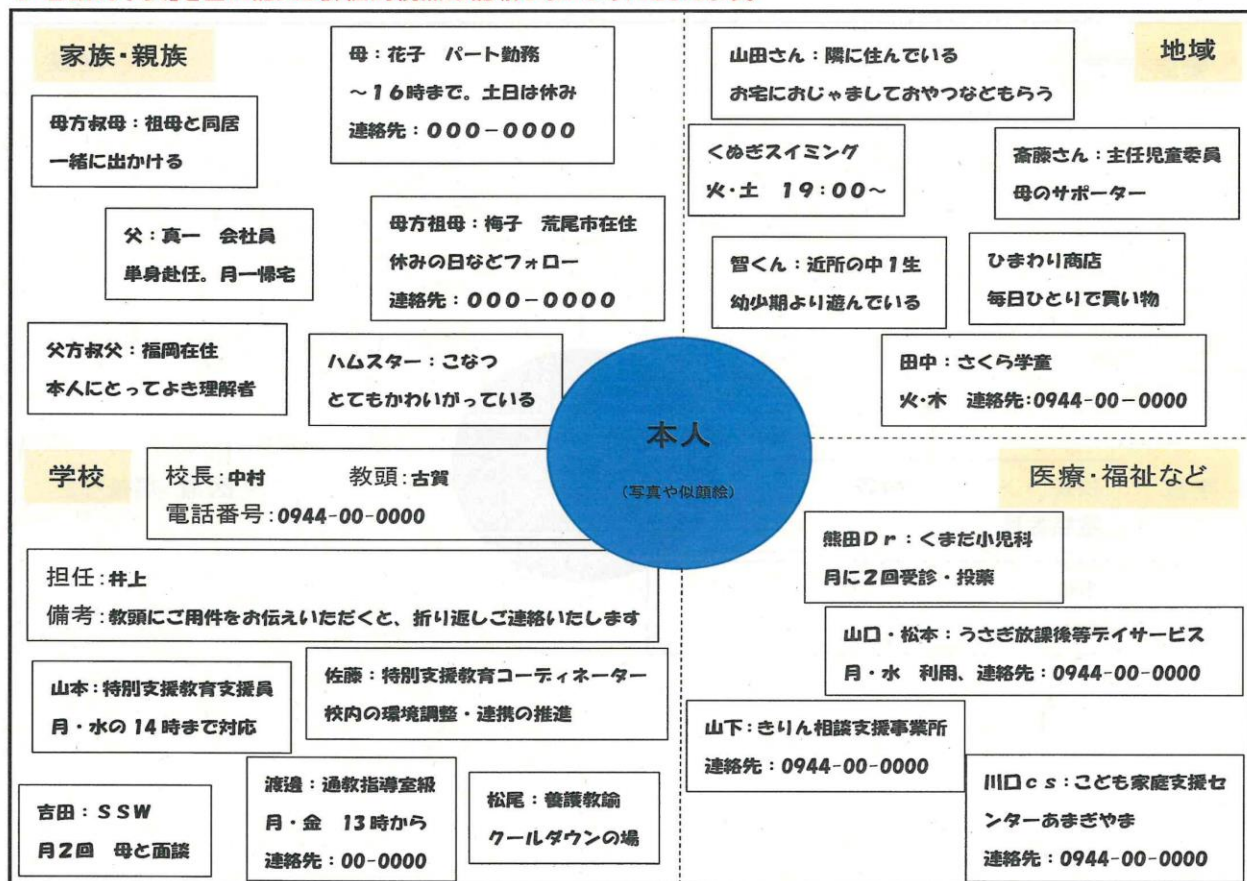 家族・親族
母：花子　パート勤務
～１６時まで。土日は休み
連絡先：０００－００００
母方叔母：祖母と同居
一緒に出かける
父：真一　会社員
単身赴任。月一帰宅
母方祖母：梅子　荒尾市在住
休みの日などフォロー
連絡先：０００－００００
父方叔父：福岡在住
本人にとってよき理解者
ハムスター：こなつ
とてもかわいがっている
地域
山田さん：隣に住んでいる
お宅におじゃましておやつなどもらう
くぬぎスイミング
火・土　１９：００～
斎藤さん：主任児童委員
母のサポーター
智くん：近所の中１生
幼少期より遊んでいる
ひまわり商店
毎日ひとりで買い物
田中：さくら学童
火・木　連絡先：0944-00-0000
本人
(写真や似顔絵)
学校
校長：中村　　教頭：古賀
電話番号：0944-00-0000
担任：井上
備考：教頭にご用件をお伝えいただくと、折り返しご連絡いたします
山本：特別支援教育支援員
月・水の14時まで対応
佐藤：特別支援教育コーディネーター
校内の環境調整・連携の推進
吉田：ＳＳＷ
月２回　母と面談
渡邊：通教指導室級
月・金　13時から
連絡先：00-0000
松尾：養護教諭
クールダウンの場
医療・福祉など
熊田Ｄｒ：くまだ小児科
月に２回受診・投薬
山口・松本：うさぎ放課後等デイサービス
月・水　利用、連絡先：0944-00-0000
山下：きりん相談支援事業所
連絡先：0944-00-0000
川口ｃｓ：こども家庭支援セ
ンターあまぎやま
連絡先：0944-00-0000